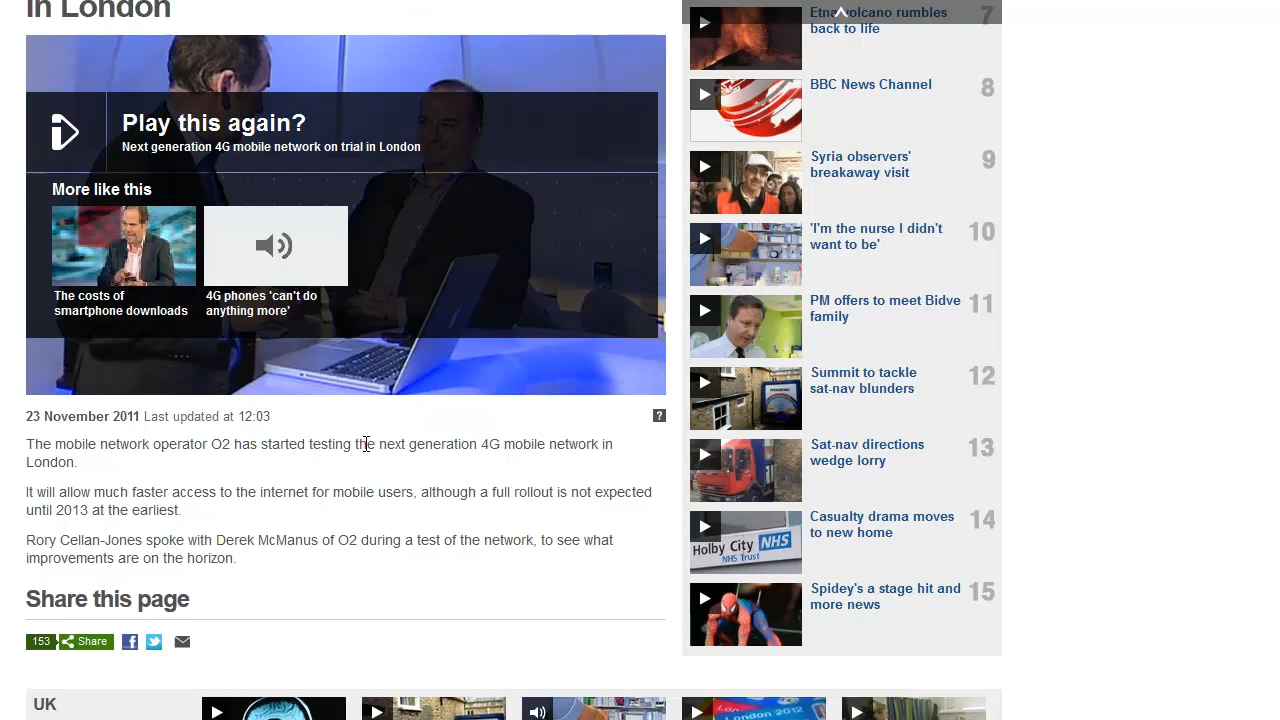 in London
Play this again?
Next generation 4G mobile network on trial in London
More like this
The costs of
smartphone downloads
4G phones 'can't do
anything more'
23 November 2011 Last updated at 12:03
?
The mobile network operator O2 has started testing the next generation 4G mobile network in
London.
It will allow much faster access to the internet for mobile users, although a full rollout is not expected
until 2013 at the earliest.
Rory Cellan-Jones spoke with Derek McManus of O2 during a test of the network, to see what
improvements are on the horizon.
Share this page
153 Share
UK
Etna volcano rumbles
back to life
7
BBC News Channel
8
Syria observers'
breakaway visit
9
'I'm the nurse I didn't
want to be'
10
PM offers to meet Bidve
family
11
Summit to tackle
sat-nav blunders
12
Sat-nav directions
wedge lorry
13
Casualty drama moves
to new home
14
Holby City NHS
NHS Trust
Spidey's a stage hit and
more news
15
London 2012